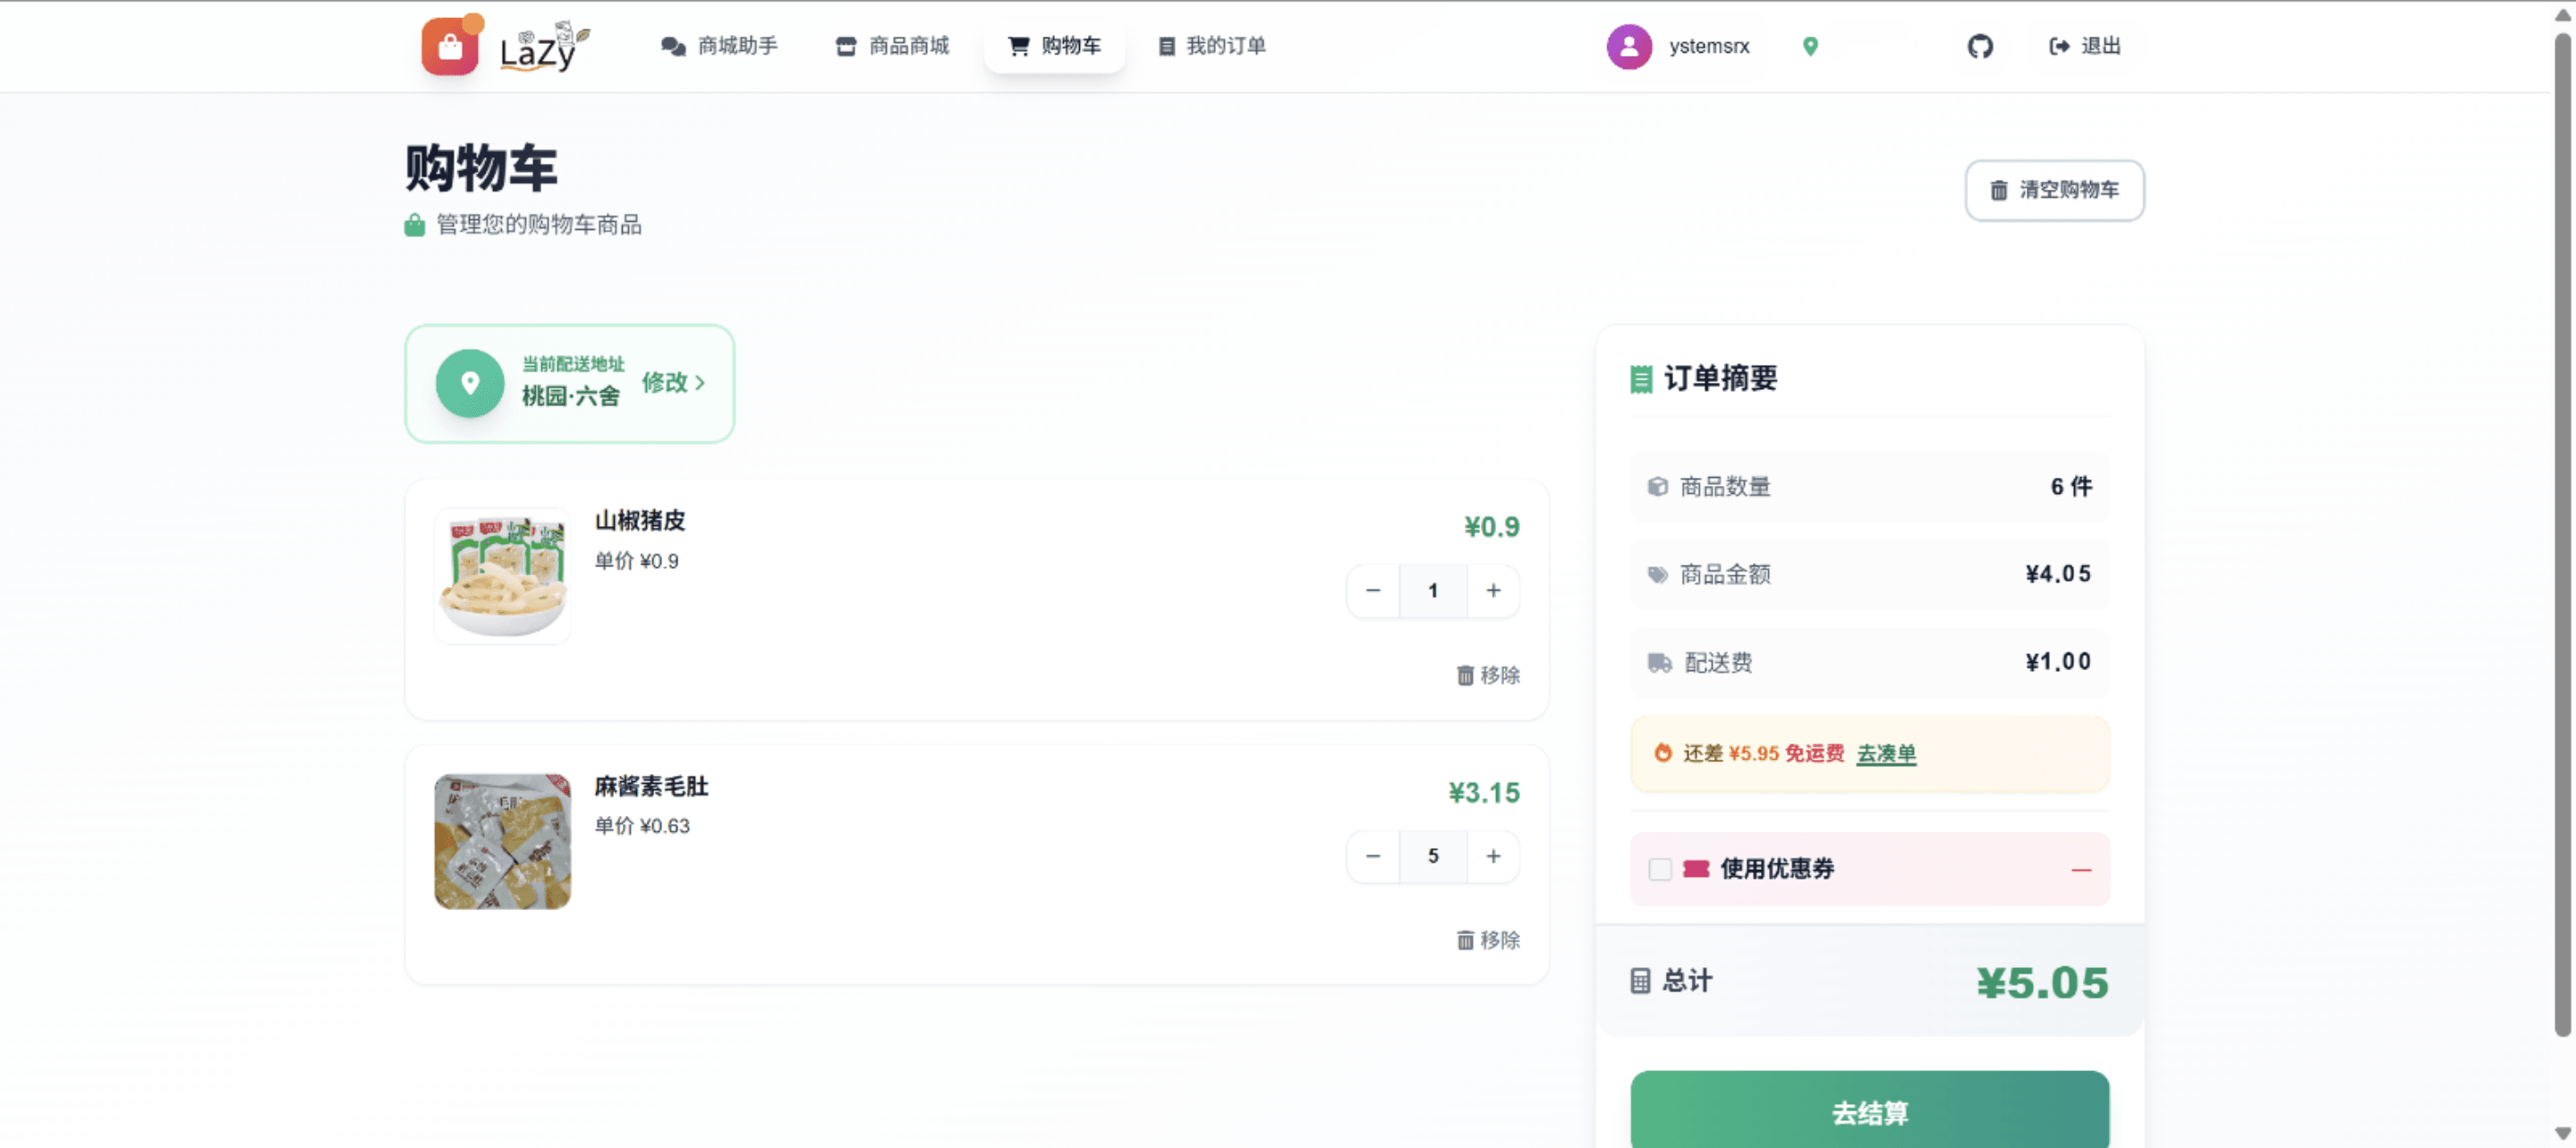 LaZy
商城助手
商品商城
购物车
我的订单
ystemsrx
退出
购物车
管理您的购物车商品
清空购物车
当前配送地址
桃园·六舍
修改
山椒猪皮
单价 ¥0.9
¥0.9
− 1 +
移除
麻酱素毛肚
单价 ¥0.63
¥3.15
− 5 +
移除
订单摘要
商品数量 6 件
商品金额 ¥4.05
配送费 ¥1.00
还差 ¥5.95 免运费 去凑单
使用优惠券 —
总计 ¥5.05
去结算